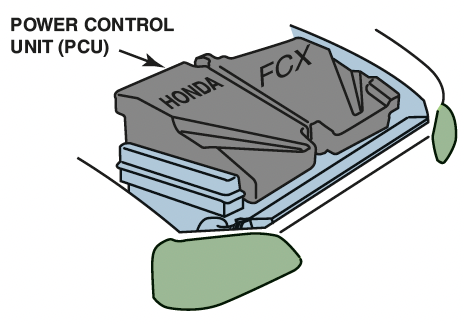 POWER CONTROL
UNIT (PCU)
HONDA
FCX